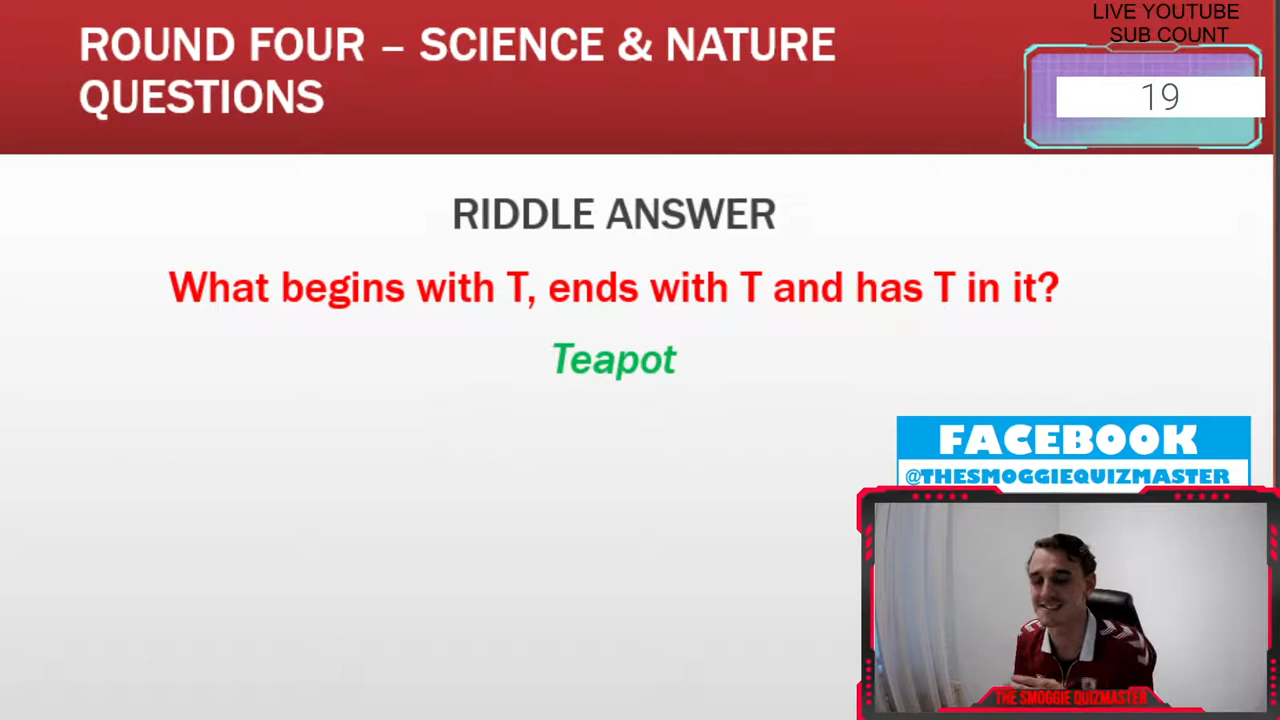 ROUND FOUR – SCIENCE & NATURE
QUESTIONS
LIVE YOUTUBE
SUB COUNT
19
RIDDLE ANSWER
What begins with T, ends with T and has T in it?
Teapot
FACEBOOK
@THESMOGGIEQUIZMASTER
THE SMOGGIE QUIZMASTER